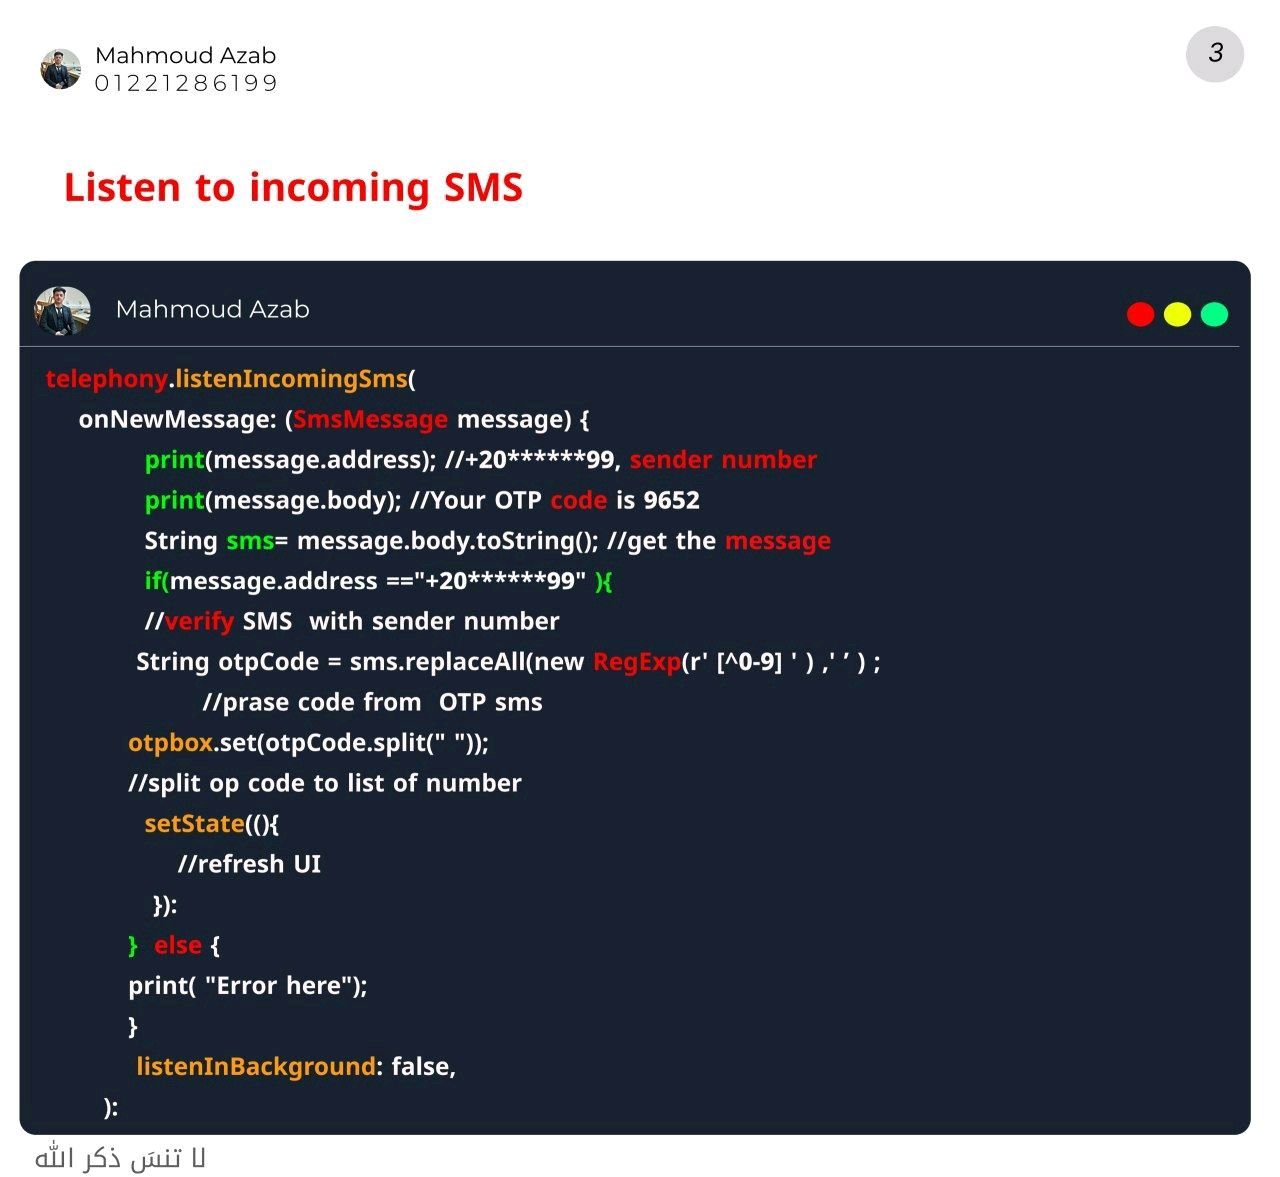 Mahmoud Azab
01221286199
3
Listen to incoming SMS
Mahmoud Azab
telephony.listenIncomingSms(
onNewMessage: (SmsMessage message) {
print(message.address); //+20******99, sender number
print(message.body); //Your OTP code is 9652
String sms= message.body.toString(); //get the message
if(message.address =="+20******99" ){
//verify SMS  with sender number
String otpCode = sms.replaceAll(new RegExp(r' [^0-9] ' ) ,' ’ ) ;
//prase code from  OTP sms
otpbox.set(otpCode.split(" "));
//split op code to list of number
setState((){
//refresh UI
}):
}  else {
print( "Error here");
}
listenInBackground: false,
):
لا تنسَ ذكر الله